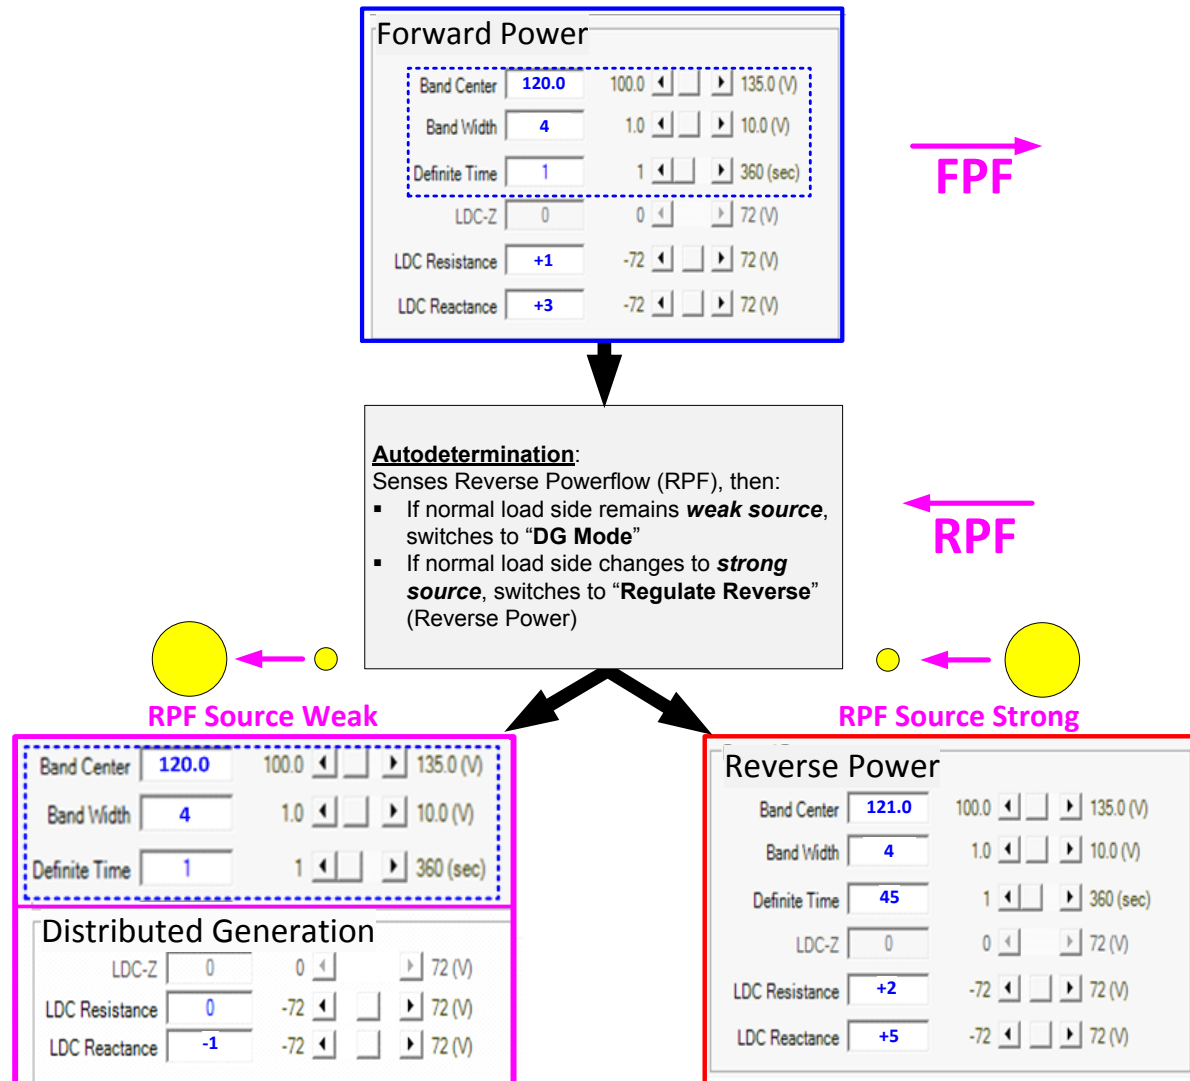 Forward Power
Band Center 120.0 100.0 135.0 (V)
Band Width 4 1.0 10.0 (V)
Definite Time 1 1 360 (sec)
LDC-Z 0 0 72 (V)
LDC Resistance +1 -72 72 (V)
LDC Reactance +3 -72 72 (V)
FPF
Autodetermination:
Senses Reverse Powerflow (RPF), then:
▪ If normal load side remains weak source,
switches to “DG Mode”
▪ If normal load side changes to strong
source, switches to “Regulate Reverse”
(Reverse Power)
RPF
RPF Source Weak
Band Center 120.0 100.0 135.0 (V)
Band Width 4 1.0 10.0 (V)
Definite Time 1 1 360 (sec)
Distributed Generation
LDC-Z 0 0 72 (V)
LDC Resistance 0 -72 72 (V)
LDC Reactance -1 -72 72 (V)
RPF Source Strong
Reverse Power
Band Center 121.0 100.0 135.0 (V)
Band Width 4 1.0 10.0 (V)
Definite Time 45 1 360 (sec)
LDC-Z 0 0 72 (V)
LDC Resistance +2 -72 72 (V)
LDC Reactance +5 -72 72 (V)